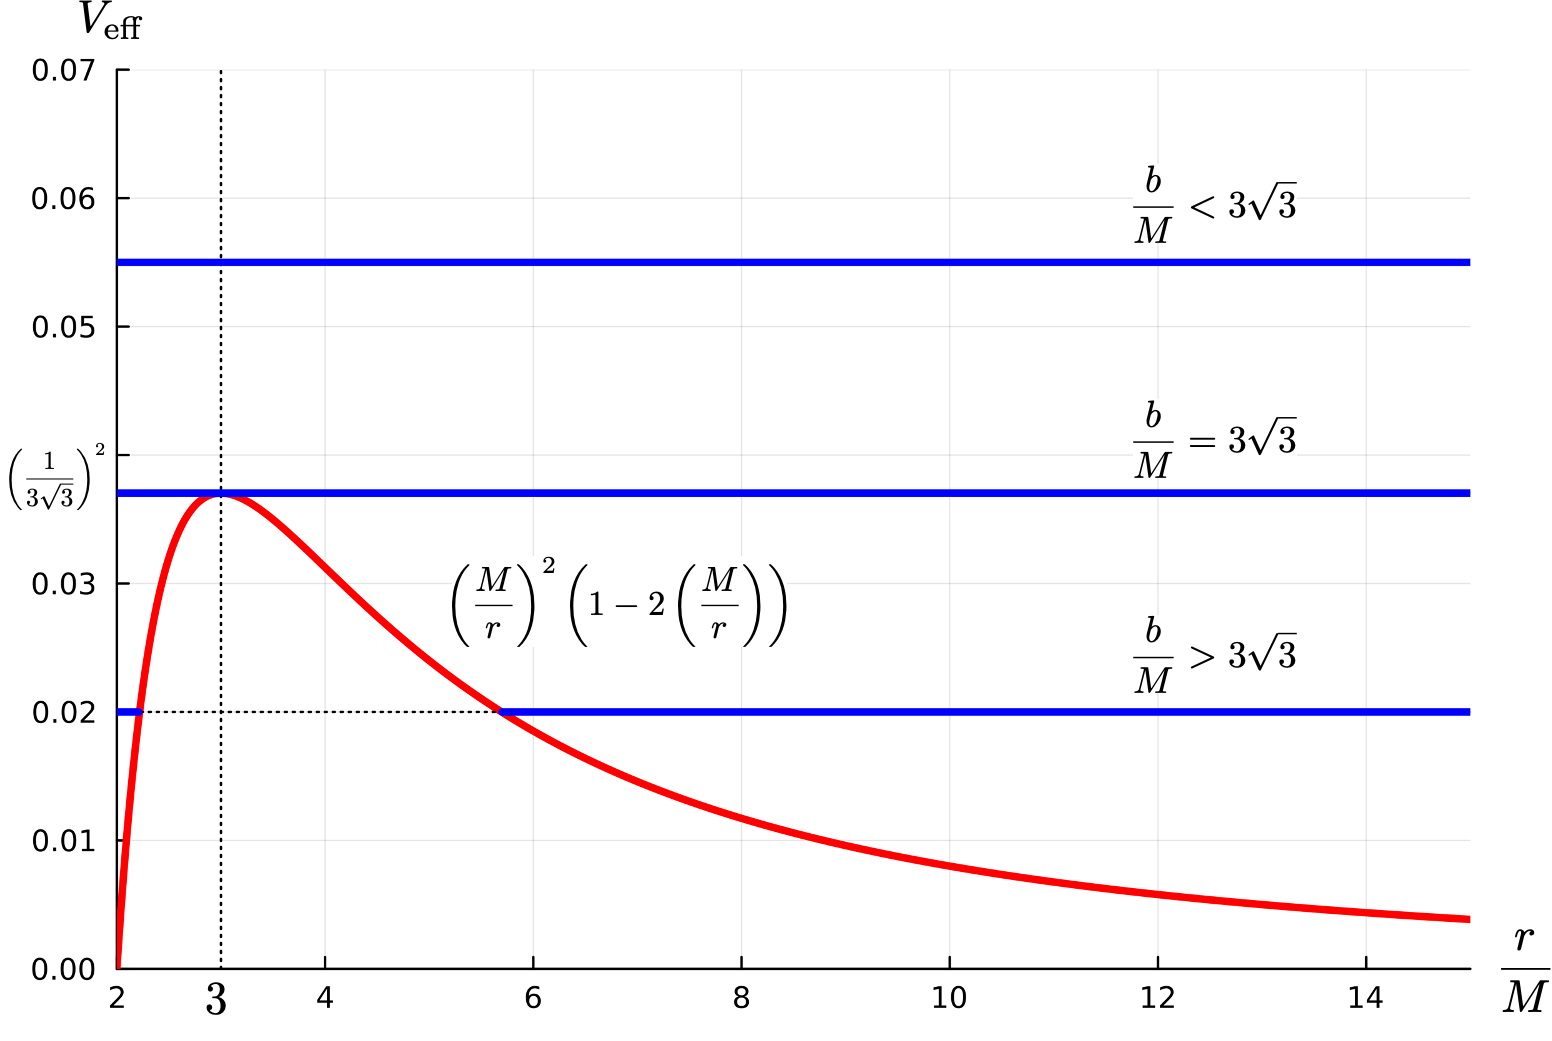 V_eff
0.07
0.06
b/M < 3√3
0.05
b/M = 3√3
(1/(3√3))^2
0.03
(M/r)^2 (1 − 2 (M/r))
b/M > 3√3
0.02
0.01
0.00
2 3 4 6 8 10 12 14
r/M